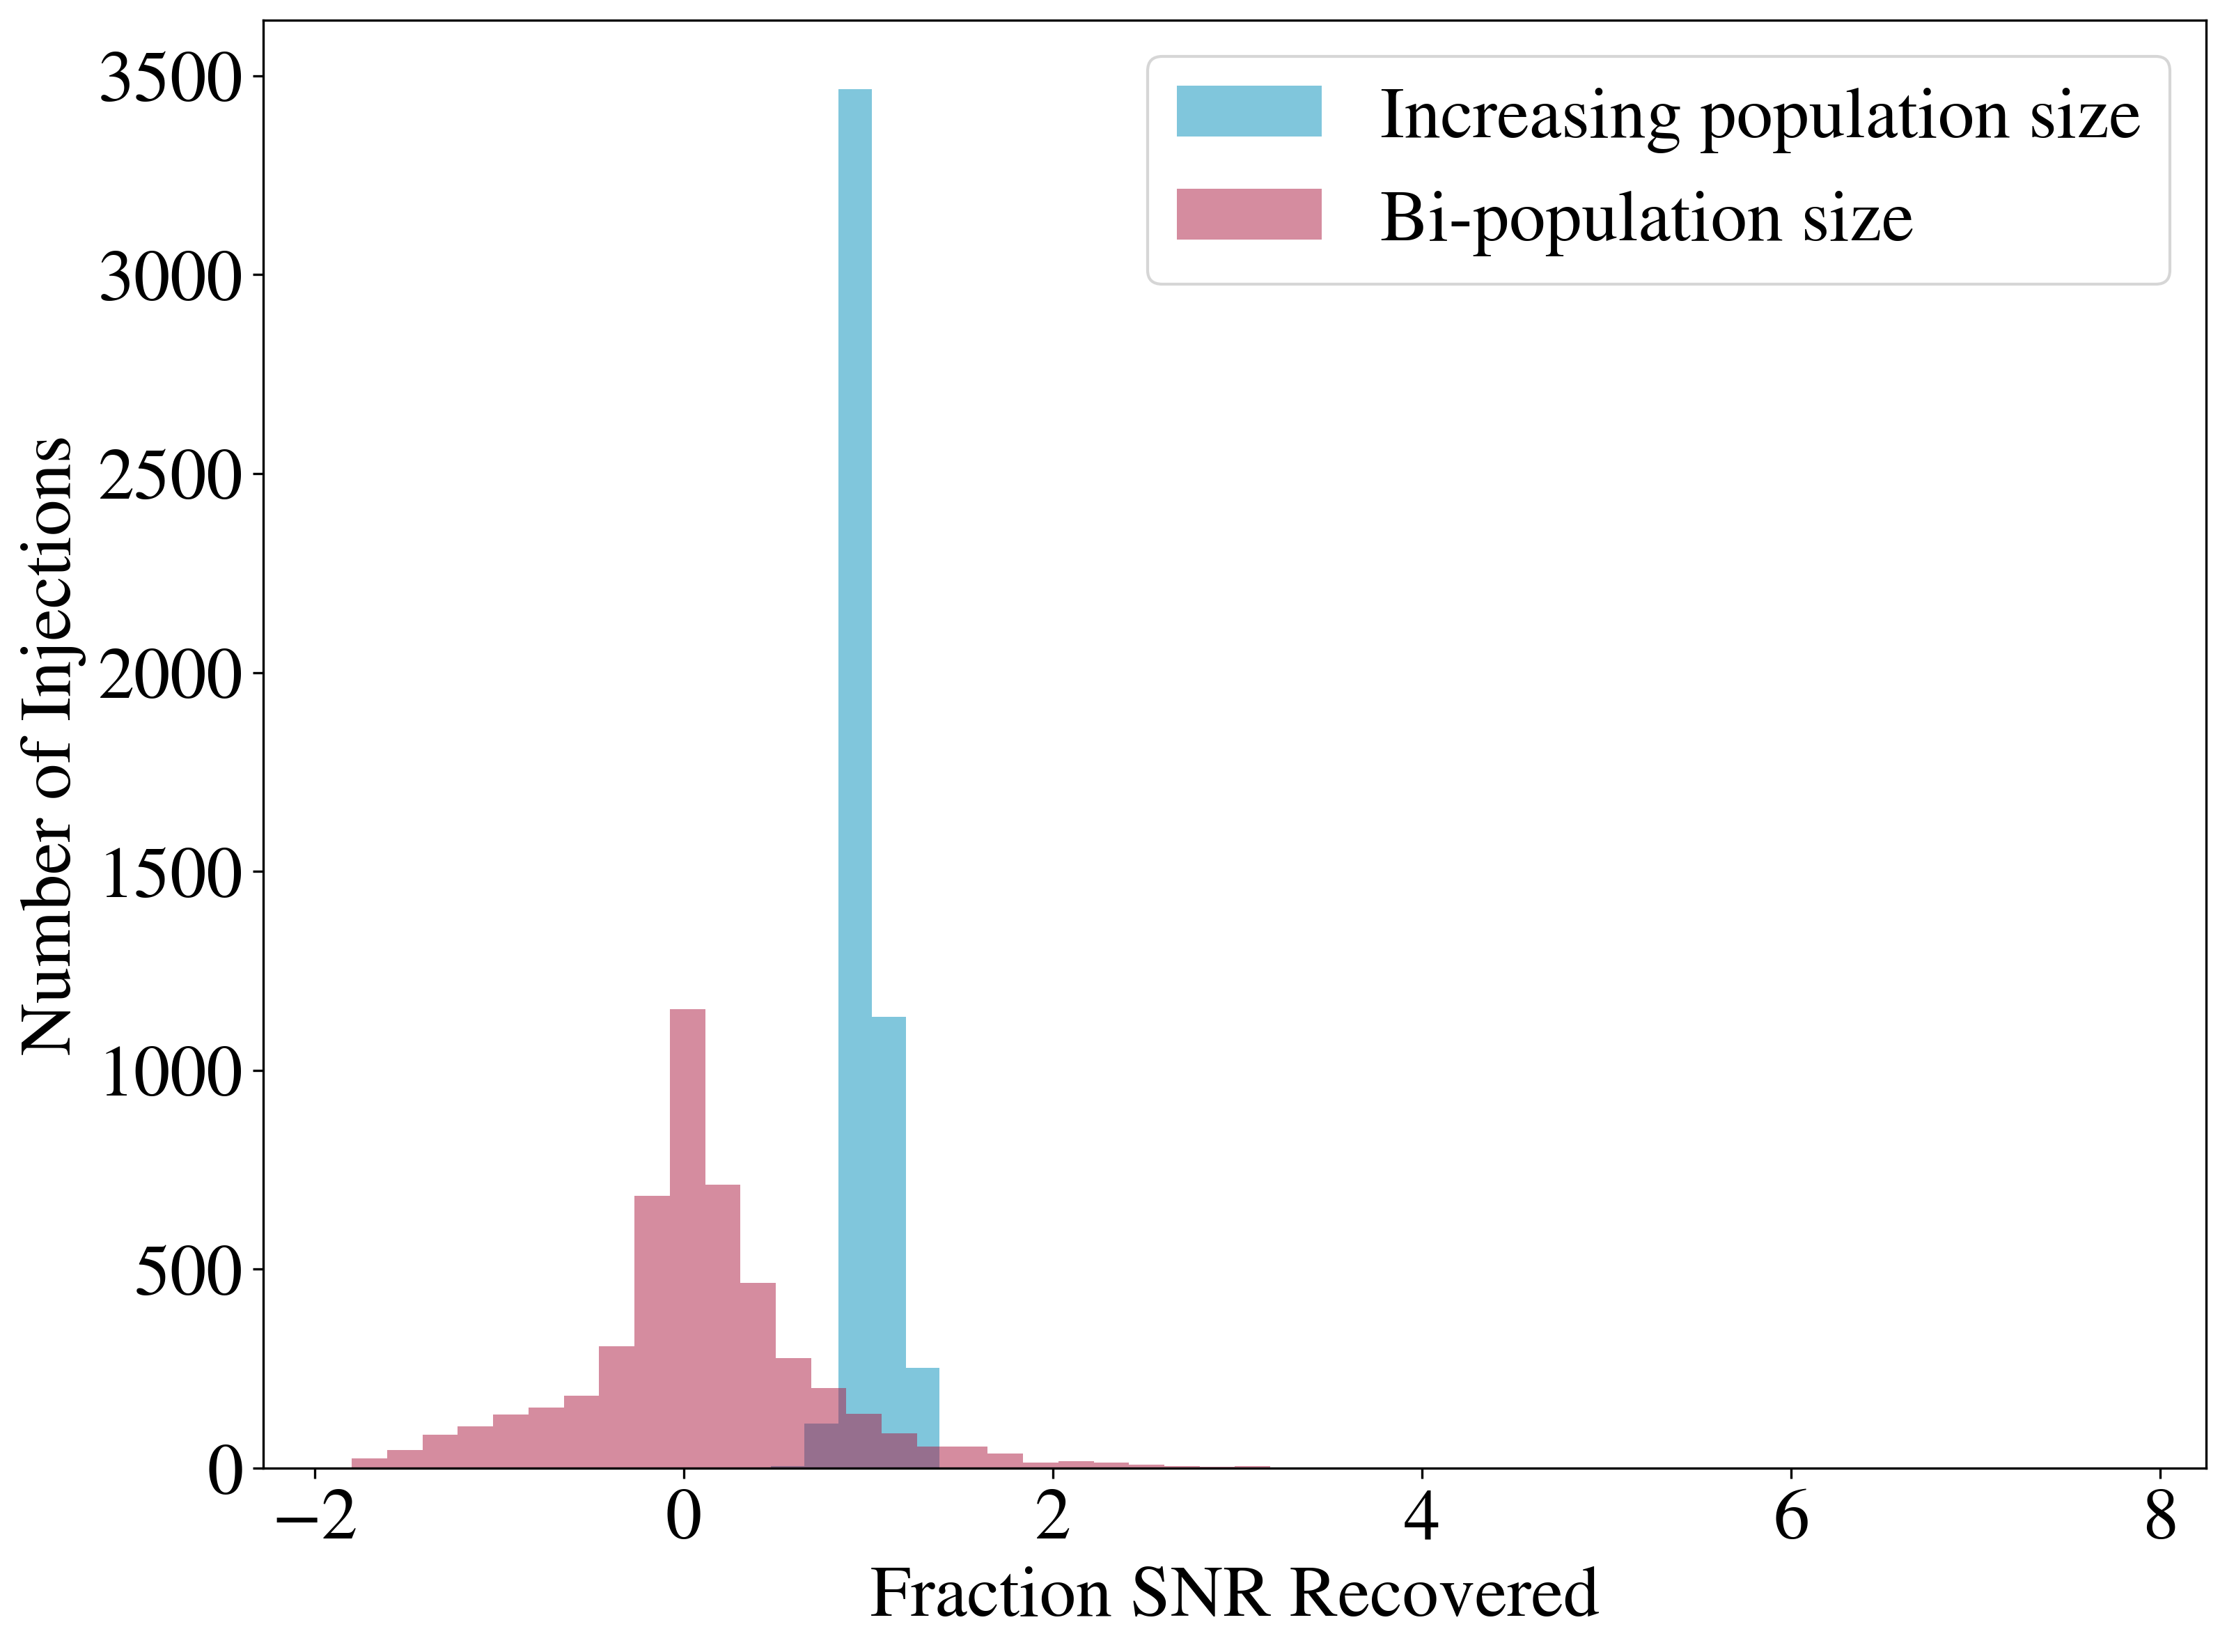 3500
3000
2500
2000
1500
1000
500
0
Number of Injections
Increasing population size
Bi-population size
−2 0 2 4 6 8
Fraction SNR Recovered